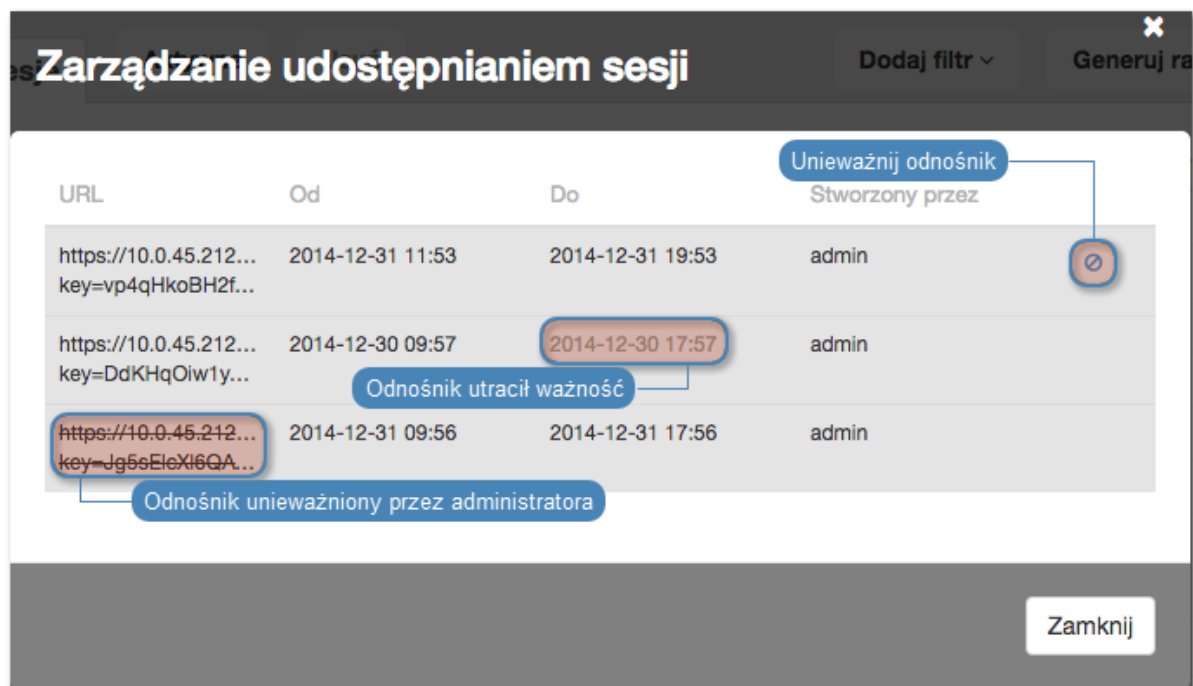 Zarządzanie udostępnianiem sesji
Dodaj filtr
Generuj ra
Unieważnij odnośnik
URL Od Do Stworzony przez
https://10.0.45.212... 2014-12-31 11:53 2014-12-31 19:53 admin
key=vp4qHkoBH2f...
https://10.0.45.212... 2014-12-30 09:57 2014-12-30 17:57 admin
key=DdKHqOiw1y...
Odnośnik utracił ważność
https://10.0.45.212... 2014-12-31 09:56 2014-12-31 17:56 admin
key=Jg5sElcXl6QA...
Odnośnik unieważniony przez administratora
Zamknij